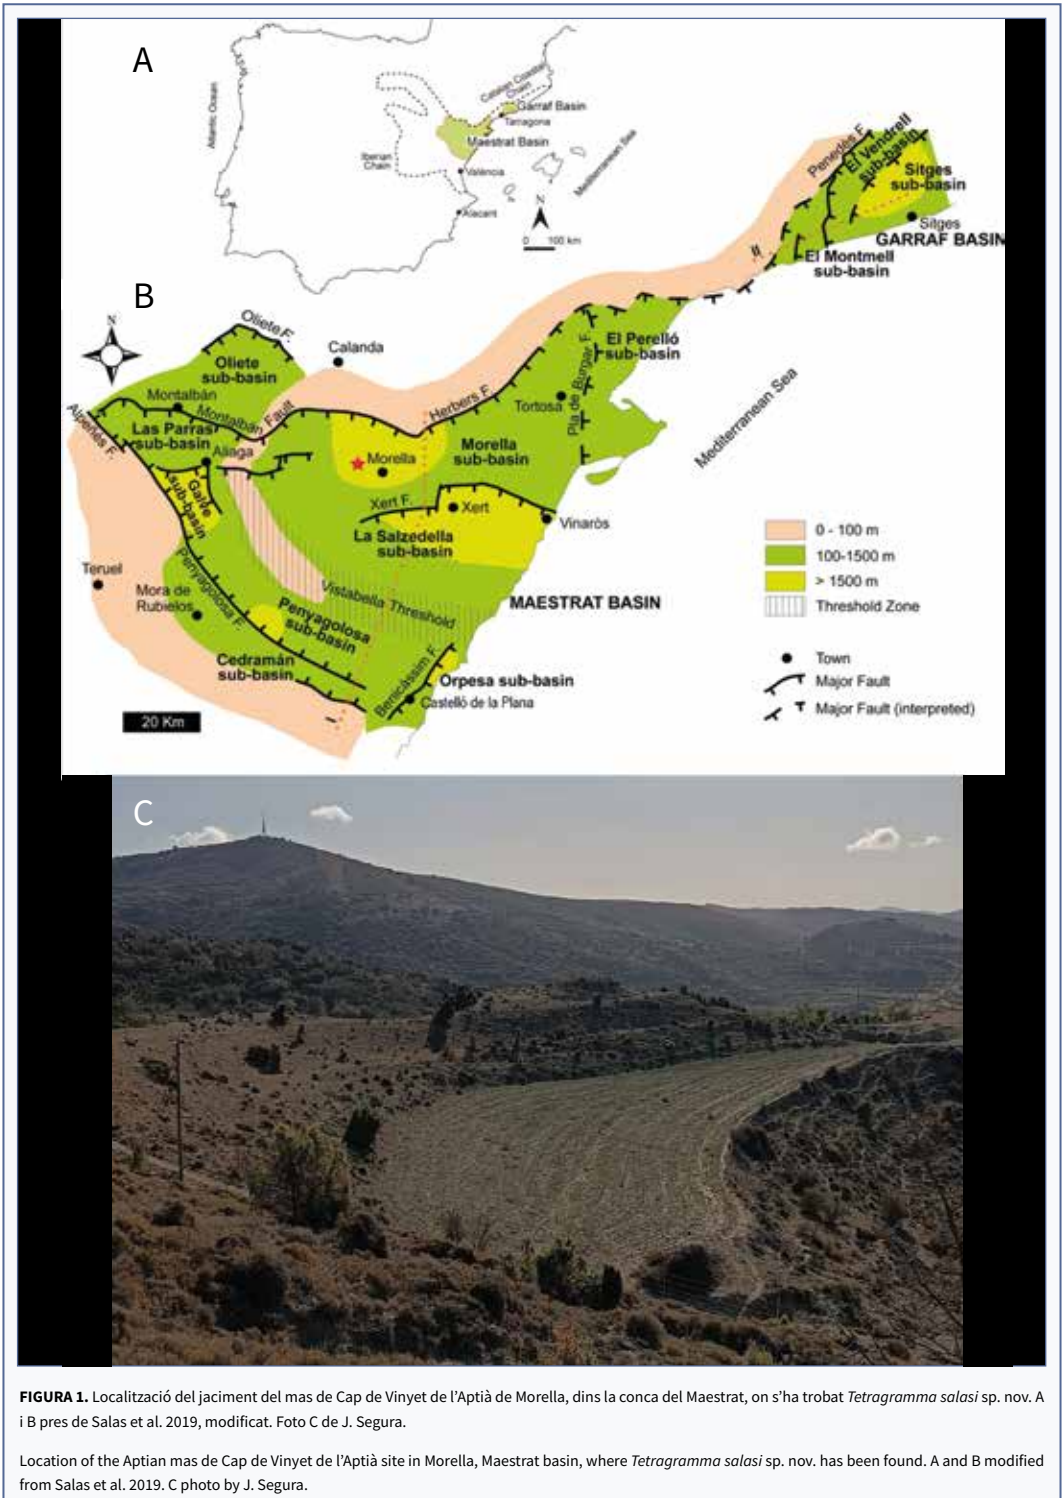 A
Atlantic Ocean
Catalan Coastal
Chain
Garraf Basin
Tarragona
Maestrat Basin
Iberian
Chain
València
Alacant
Mediterranean Sea
N
0 100 km
Penedès F.
El Vendrell
sub-basin
Sitges
sub-basin
Sitges
GARRAF BASIN
El Montmell
sub-basin
B
N
Oliete F.
Oliete
sub-basin
Calanda
El Perelló
sub-basin
Pla de Burgar F.
Montalbán
Montalbán Fault
Herbers F.
Tortosa
Mediterranean Sea
Alpeñés F.
Las Parras
sub-basin
Aliaga
Morella
Morella
sub-basin
Galve
sub-basin
Xert F.
Xert
Vinaròs
La Salzedella
sub-basin
Teruel
Mora de
Rubielos
Penyagolosa F.
Vistabella Threshold
MAESTRAT BASIN
Penyagolosa
sub-basin
Cedramán
sub-basin
Benicàssim F.
Orpesa sub-basin
Castelló de la Plana
20 Km
0 - 100 m
100-1500 m
> 1500 m
Threshold Zone
Town
Major Fault
Major Fault (interpreted)
C
FIGURA 1. Localització del jaciment del mas de Cap de Vinyet de l’Aptià de Morella, dins la conca del Maestrat, on s’ha trobat Tetragramma salasi sp. nov. A
i B pres de Salas et al. 2019, modificat. Foto C de J. Segura.
Location of the Aptian mas de Cap de Vinyet de l’Aptià site in Morella, Maestrat basin, where Tetragramma salasi sp. nov. has been found. A and B modified
from Salas et al. 2019. C photo by J. Segura.